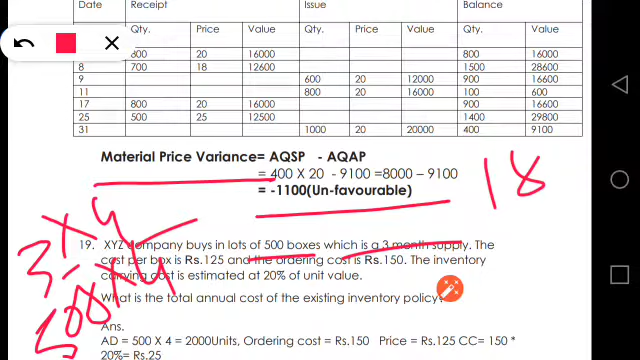 Date Receipt Issue Balance
Qty. Price Value Qty. Price Value Qty. Value
800 20 16000 800 16000
8 700 18 12600 1500 28600
9 600 20 12000 900 16600
11 800 20 16000 100 600
17 800 20 16000 900 16600
25 500 25 12500 1400 29800
31 1000 20 20000 400 9100
Material Price Variance= AQSP - AQAP
= 400 X 20 - 9100 =8000 – 9100
= -1100(Un-favourable)
18
19. XYZ Company buys in lots of 500 boxes which is a 3 month supply. The
cost per box is Rs.125 and the ordering cost is Rs.150. The inventory
carrying cost is estimated at 20% of unit value.
What is the total annual cost of the existing inventory policy?
Ans.
AD = 500 X 4 = 2000Units, Ordering cost = Rs.150 Price = Rs.125 CC= 150 *
20%= Rs.25